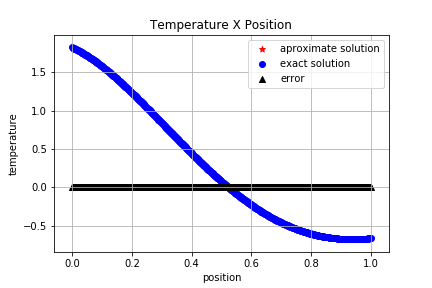 Temperature X Position
aproximate solution
exact solution
error
temperature
1.5
1.0
0.5
0.0
−0.5
0.0 0.2 0.4 0.6 0.8 1.0
position